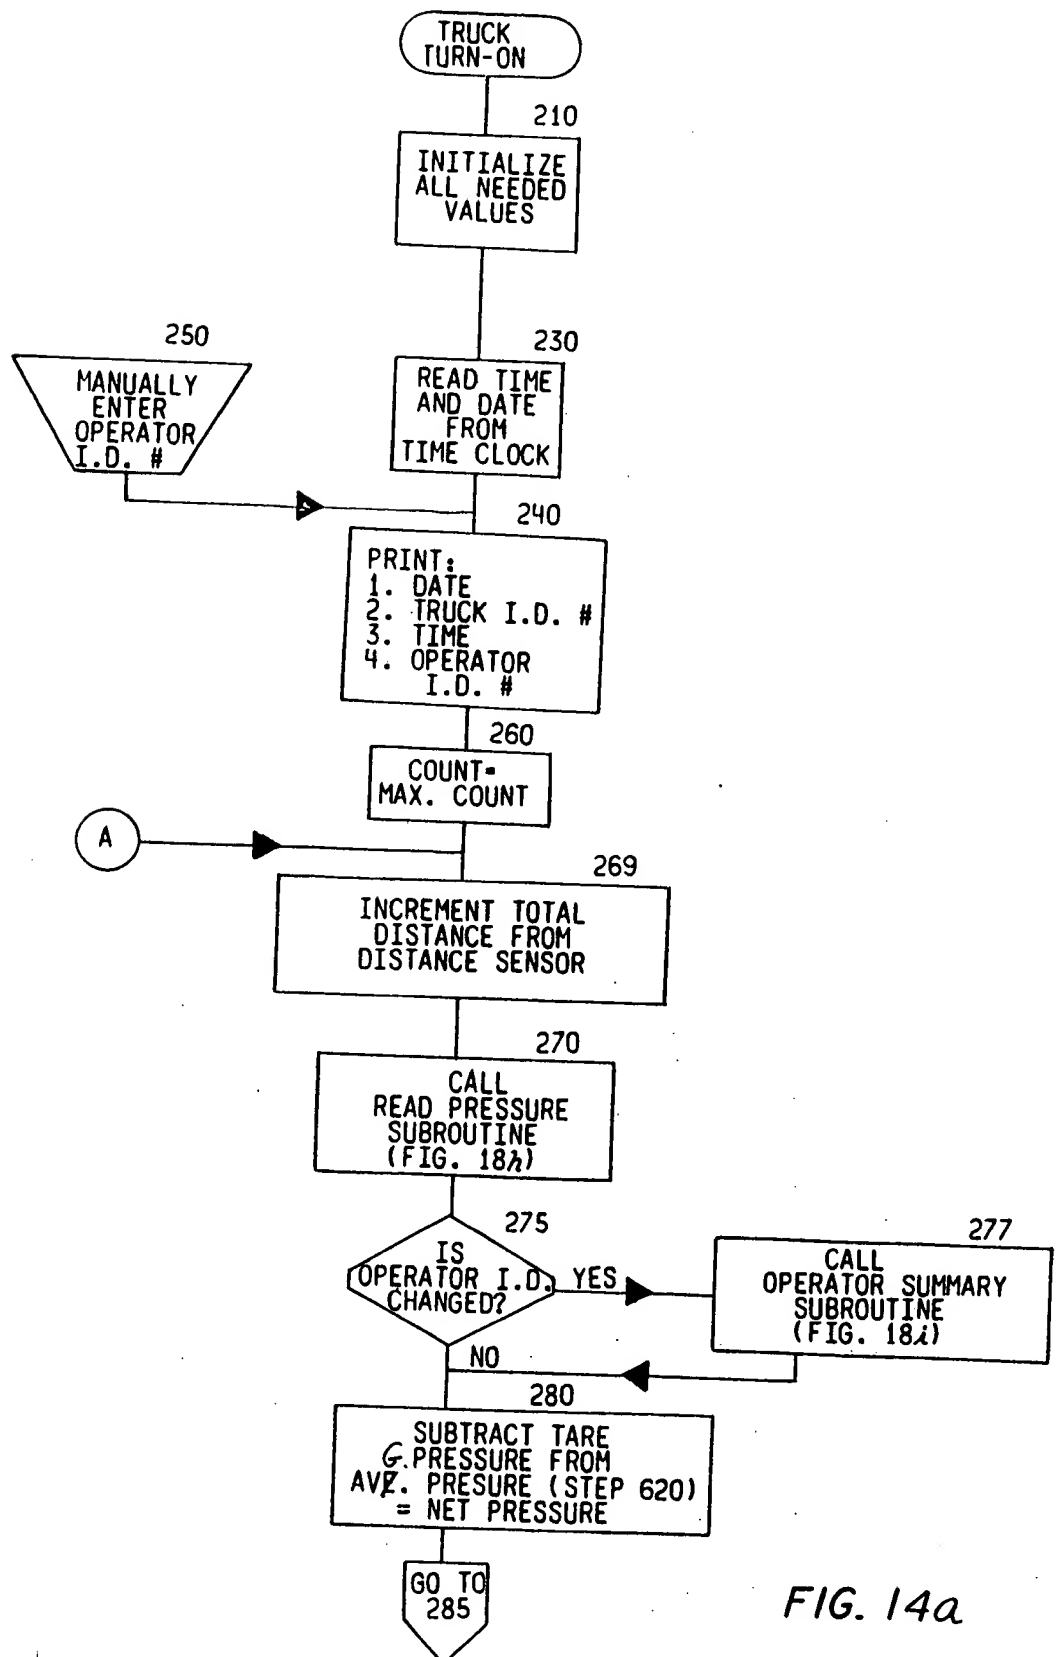 TRUCK
TURN-ON
210
INITIALIZE
ALL NEEDED
VALUES
250
MANUALLY
ENTER
OPERATOR
I.D. #
230
READ TIME
AND DATE
FROM
TIME CLOCK
240
PRINT:
1. DATE
2. TRUCK I.D. #
3. TIME
4. OPERATOR
I.D. #
260
COUNT=
MAX. COUNT
A
269
INCREMENT TOTAL
DISTANCE FROM
DISTANCE SENSOR
270
CALL
READ PRESSURE
SUBROUTINE
(FIG. 18h)
275
IS
OPERATOR I.D.
CHANGED?
YES
277
CALL
OPERATOR SUMMARY
SUBROUTINE
(FIG. 18i)
NO
280
SUBTRACT TARE
G. PRESSURE FROM
AVE. PRESURE (STEP 620)
= NET PRESSURE
GO TO
285
FIG. 14a